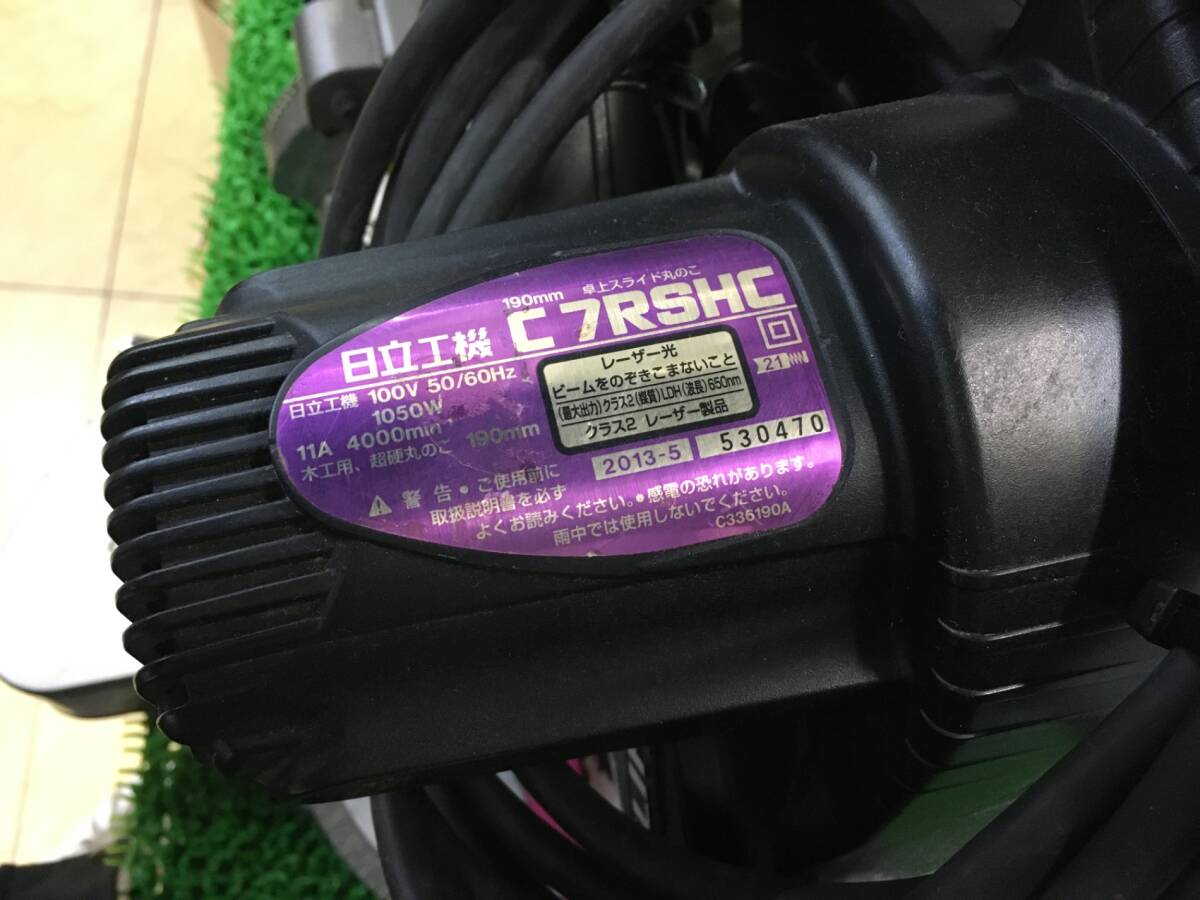 190mm 卓上スライド丸のこ
日立工機 C7RSHC
日立工機 100V 50/60Hz
1050W
11A 4000min⁻¹
木工用、超硬丸のこ 190mm
レーザー光
ビームをのぞきこまないこと
(最大出力)クラス2(媒質)LDH(波長)650nm
クラス2 レーザー製品
21
2013-5 530470
警告・ご使用前に
取扱説明書を必ず
よくお読みください。・感電の恐れがあります。
雨中では使用しないでください。
C335190A